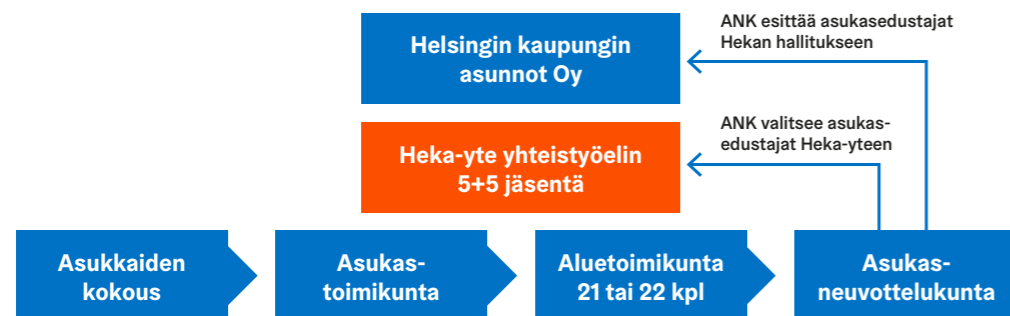 Helsingin kaupungin
asunnot Oy
ANK esittää asukasedustajat
Hekan hallitukseen
Heka-yte yhteistyöelin
5+5 jäsentä
ANK valitsee asukas-
edustajat Heka-yteen
Asukkaiden
kokous
Asukas-
toimikunta
Aluetoimikunta
21 tai 22 kpl
Asukas-
neuvottelukunta